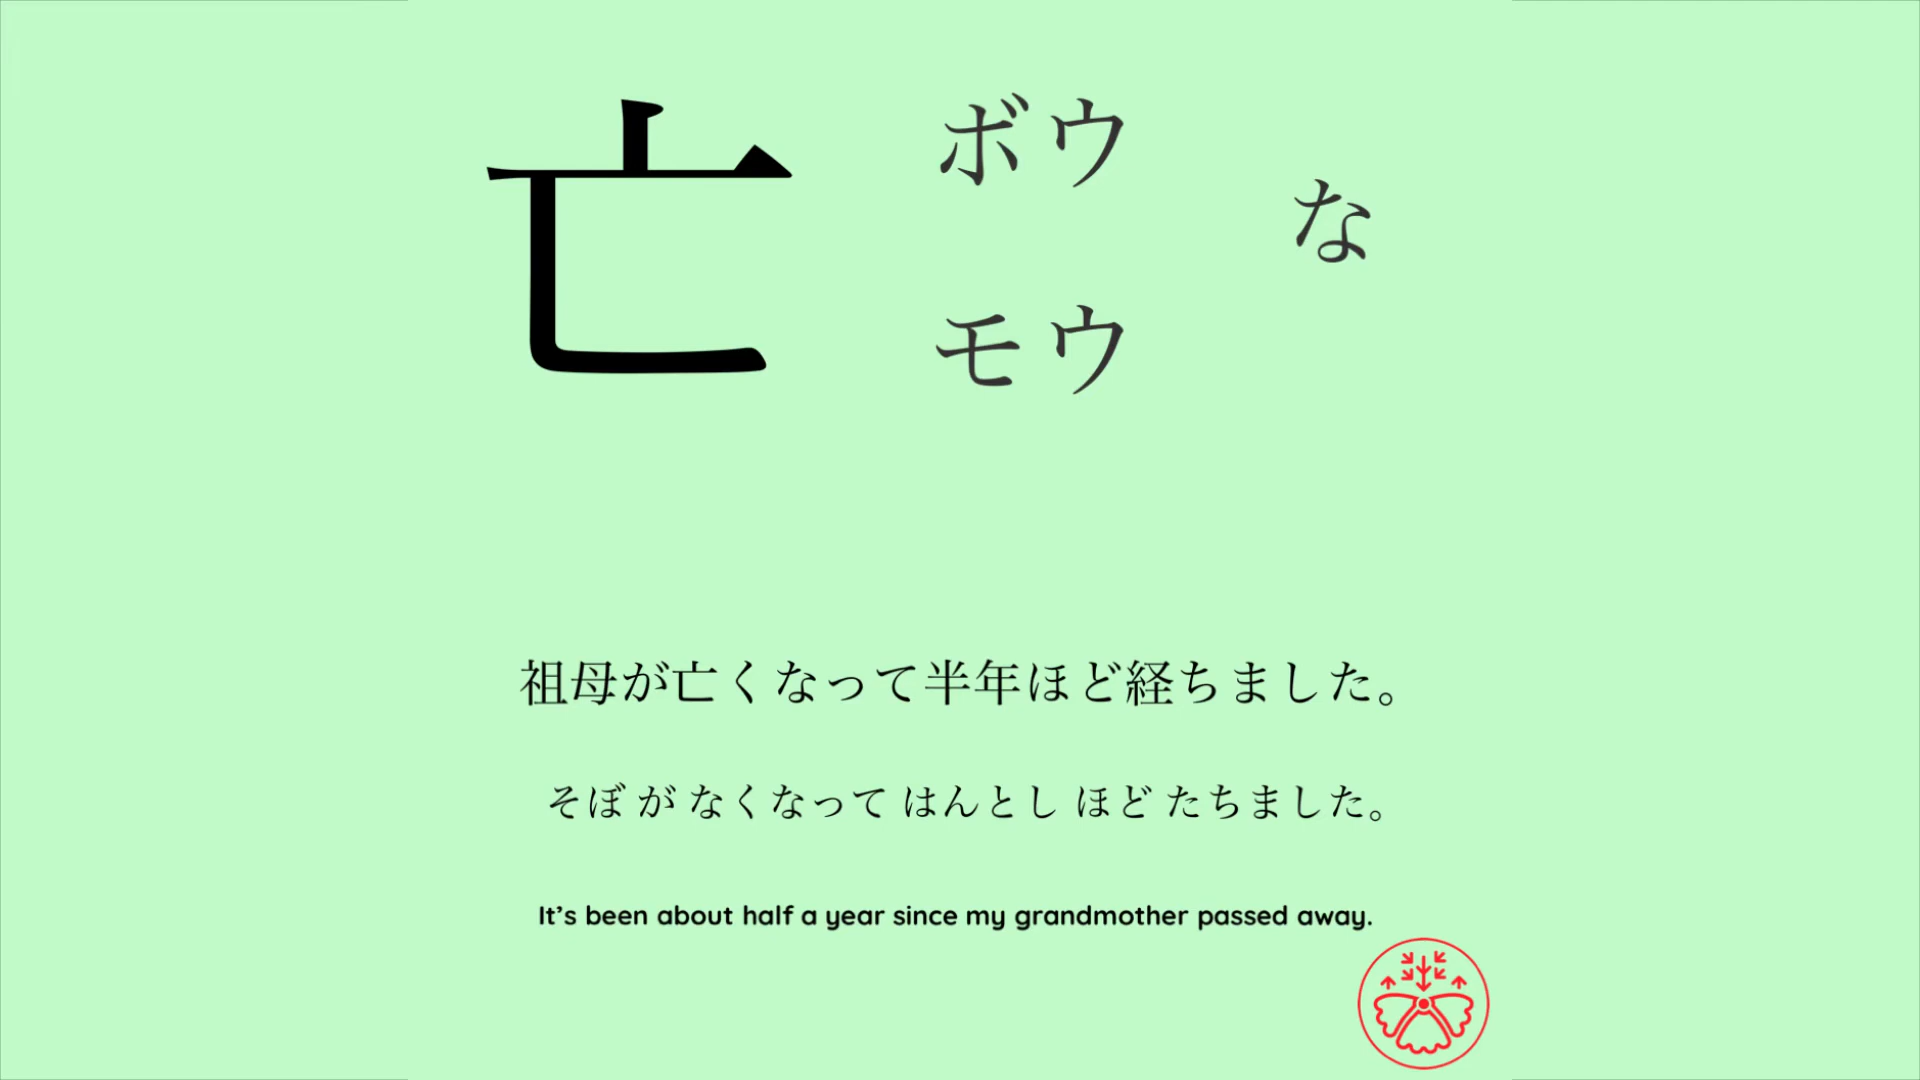 亡
ボウ
な
モウ
祖母が亡くなって半年ほど経ちました。
そぼ が なくなって はんとし ほど たちました。
It’s been about half a year since my grandmother passed away.